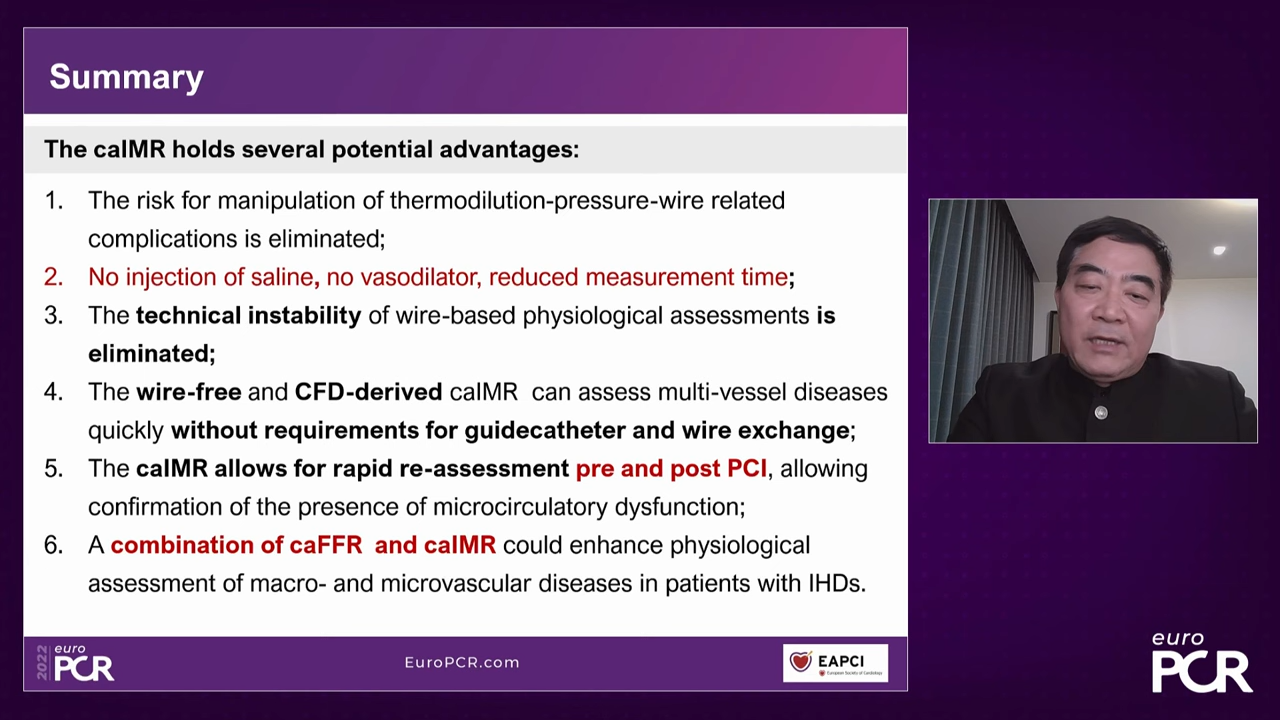 Summary
The caIMR holds several potential advantages:
1. The risk for manipulation of thermodilution-pressure-wire related
complications is eliminated;
2. No injection of saline, no vasodilator, reduced measurement time;
3. The technical instability of wire-based physiological assessments is
eliminated;
4. The wire-free and CFD-derived caIMR can assess multi-vessel diseases
quickly without requirements for guidecatheter and wire exchange;
5. The caIMR allows for rapid re-assessment pre and post PCI, allowing
confirmation of the presence of microcirculatory dysfunction;
6. A combination of caFFR and caIMR could enhance physiological
assessment of macro- and microvascular diseases in patients with IHDs.
2022
euro
PCR
EuroPCR.com
EAPCI
European Society of Cardiology
euro
PCR